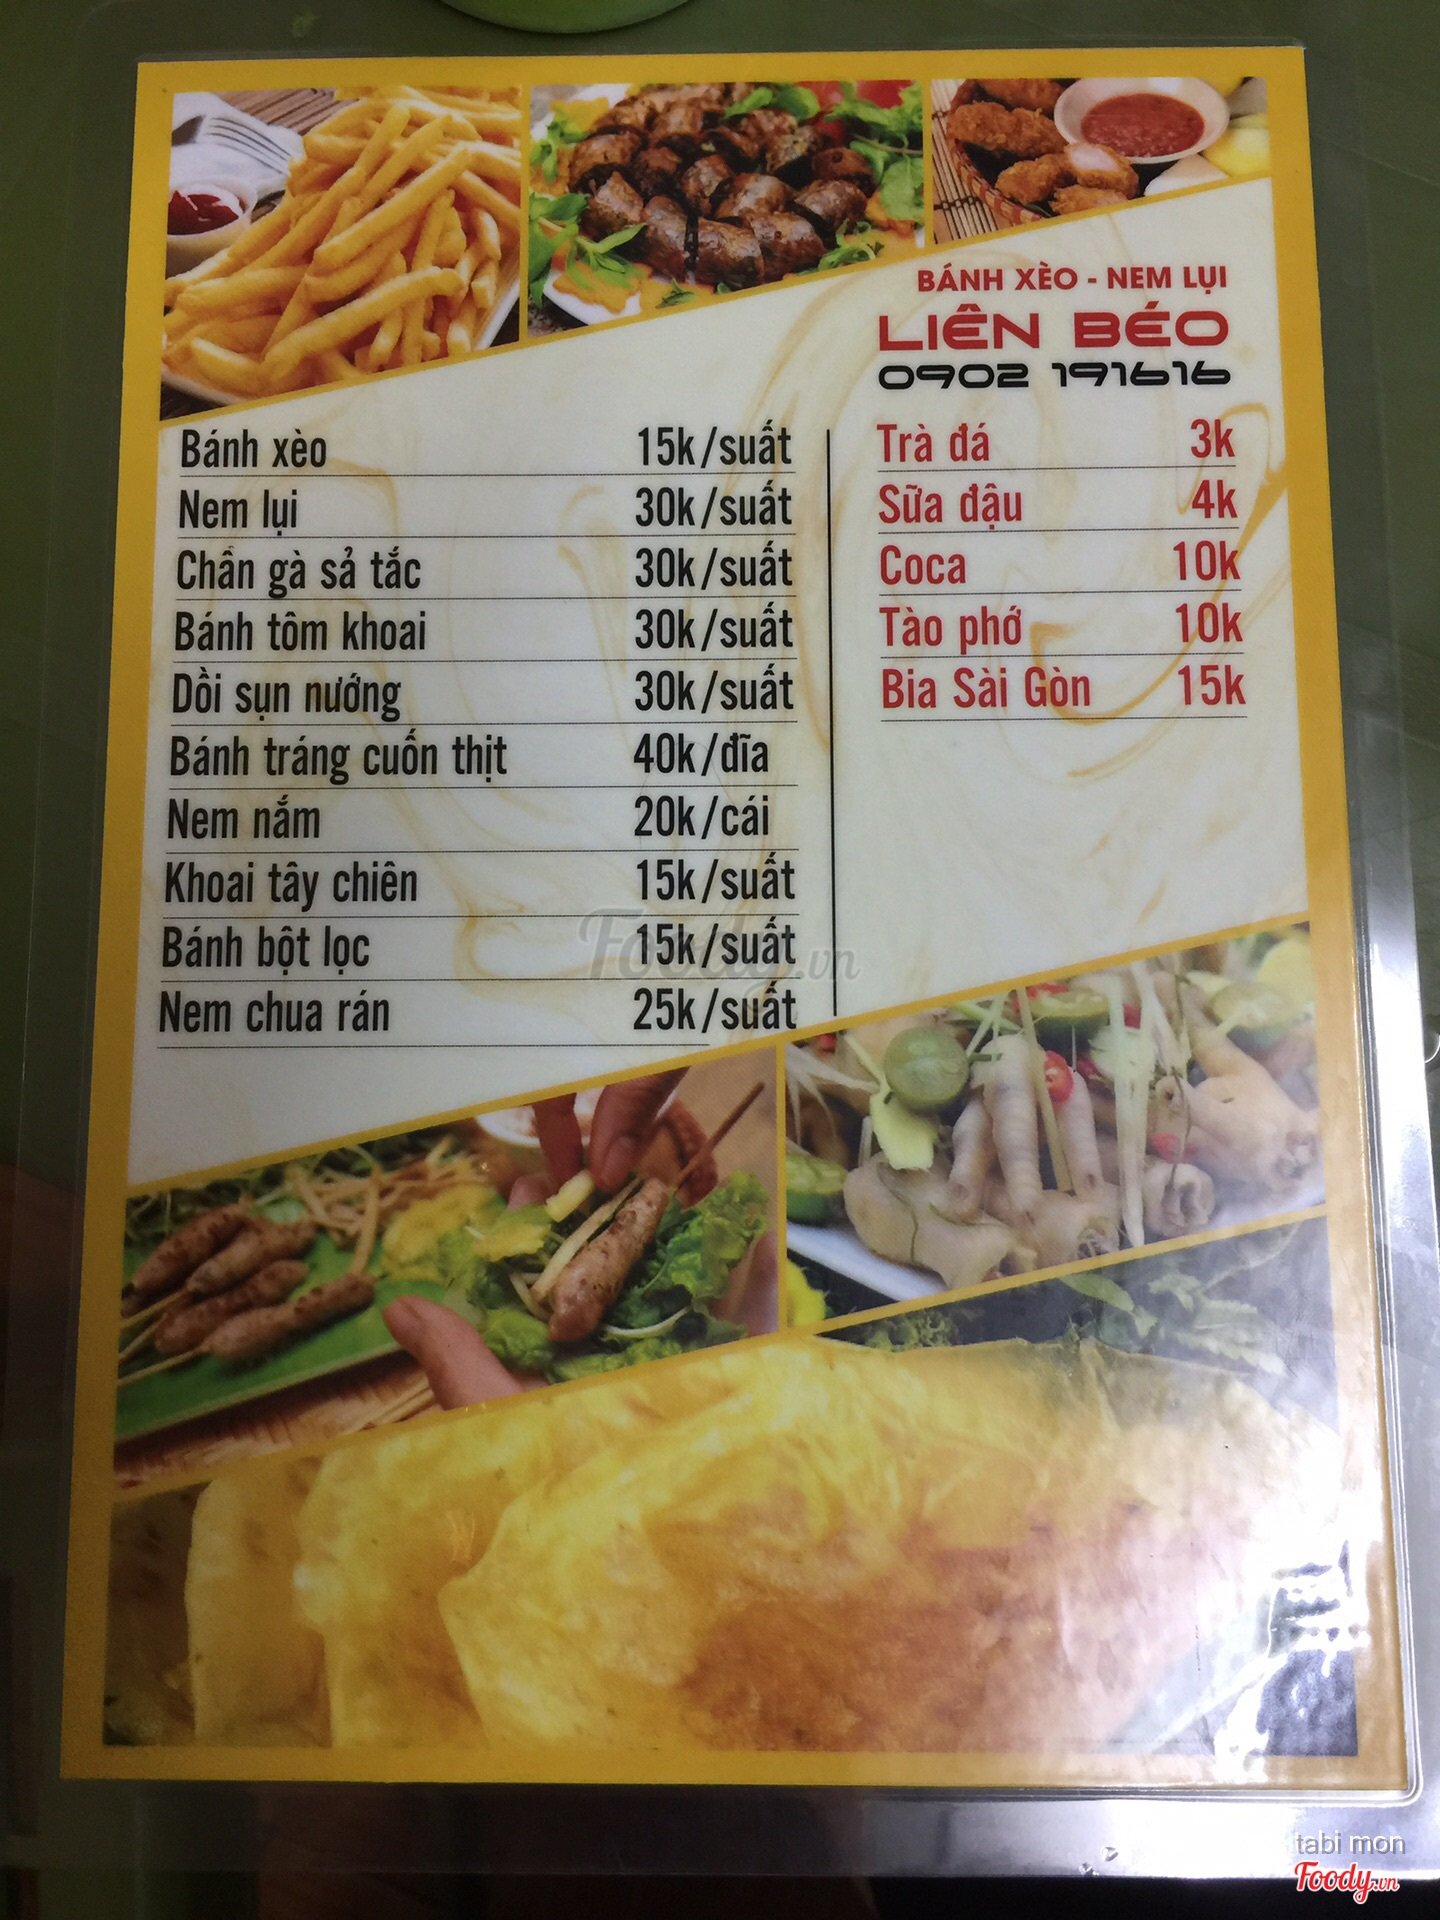 BÁNH XÈO - NEM LỤI
LIÊN BÉO
0902 191616
Bánh xèo 15k/suất
Nem lụi 30k/suất
Chân gà sả tắc 30k/suất
Bánh tôm khoai 30k/suất
Dồi sụn nướng 30k/suất
Bánh tráng cuốn thịt 40k/đĩa
Nem nắm 20k/cái
Khoai tây chiên 15k/suất
Bánh bột lọc 15k/suất
Nem chua rán 25k/suất
Trà đá 3k
Sữa đậu 4k
Coca 10k
Tào phớ 10k
Bia Sài Gòn 15k
Foody.vn
tabi mon
Foody.vn